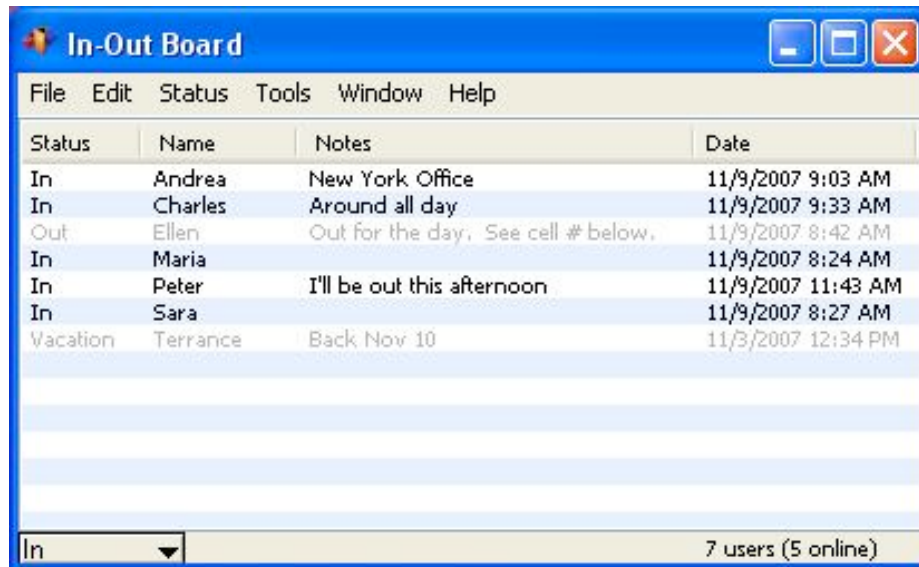 In-Out Board
File Edit Status Tools Window Help
Status Name Notes Date
In Andrea New York Office 11/9/2007 9:03 AM
In Charles Around all day 11/9/2007 9:33 AM
Out Ellen Out for the day. See cell # below. 11/9/2007 8:42 AM
In Maria 11/9/2007 8:24 AM
In Peter I'll be out this afternoon 11/9/2007 11:43 AM
In Sara 11/9/2007 8:27 AM
Vacation Terrance Back Nov 10 11/3/2007 12:34 PM
In 7 users (5 online)